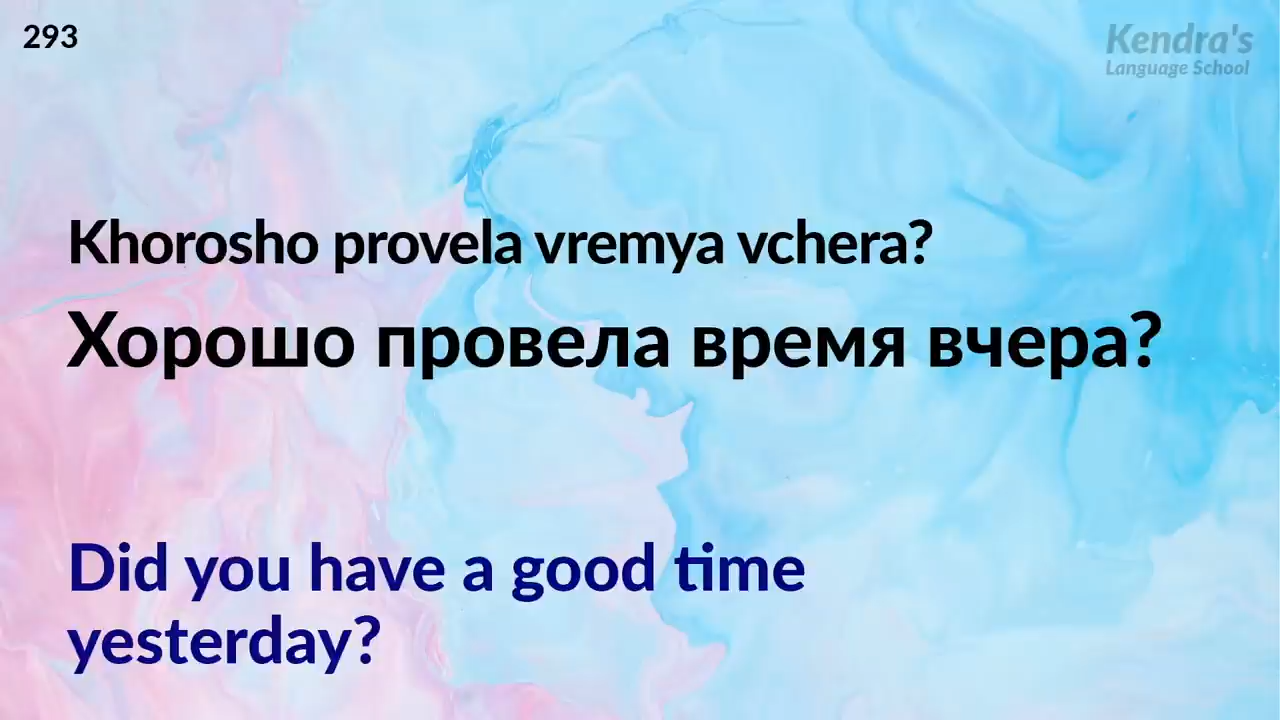 293
Kendra's
Language School
Khorosho provela vremya vchera?
Хорошо провела время вчера?
Did you have a good time
yesterday?